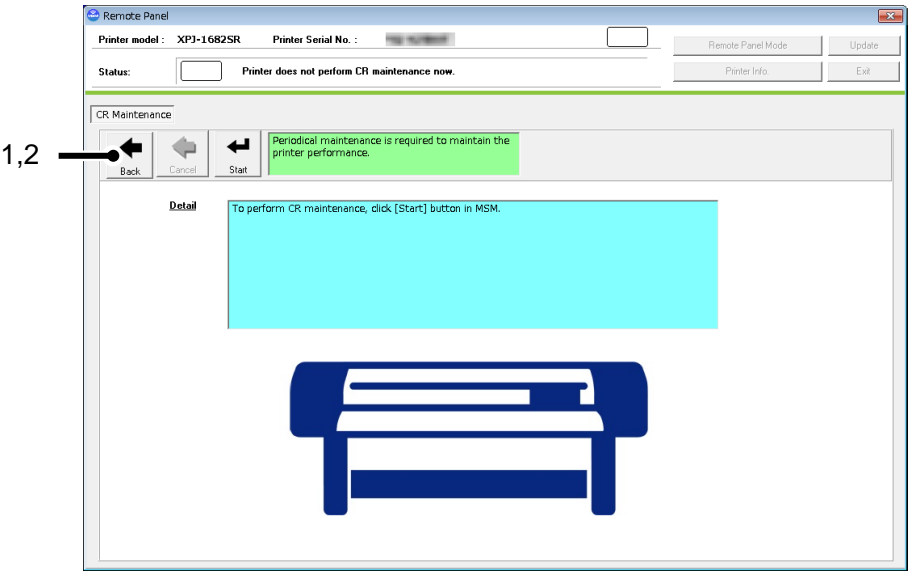 Remote Panel
Printer model : XPJ-1682SR Printer Serial No. :
Remote Panel Mode Update
Status: Printer does not perform CR maintenance now.
Printer Info. Exit
CR Maintenance
1,2
Back Cancel Start
Periodical maintenance is required to maintain the
printer performance.
Detail
To perform CR maintenance, click [Start] button in MSM.